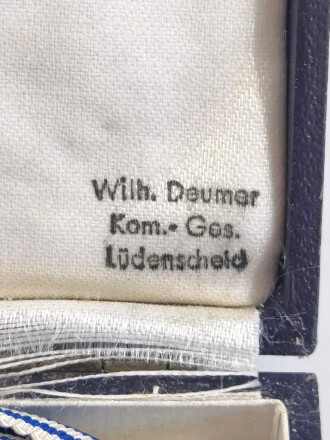 Wilh. Deumer
Kom.- Ges.
Lüdenscheid